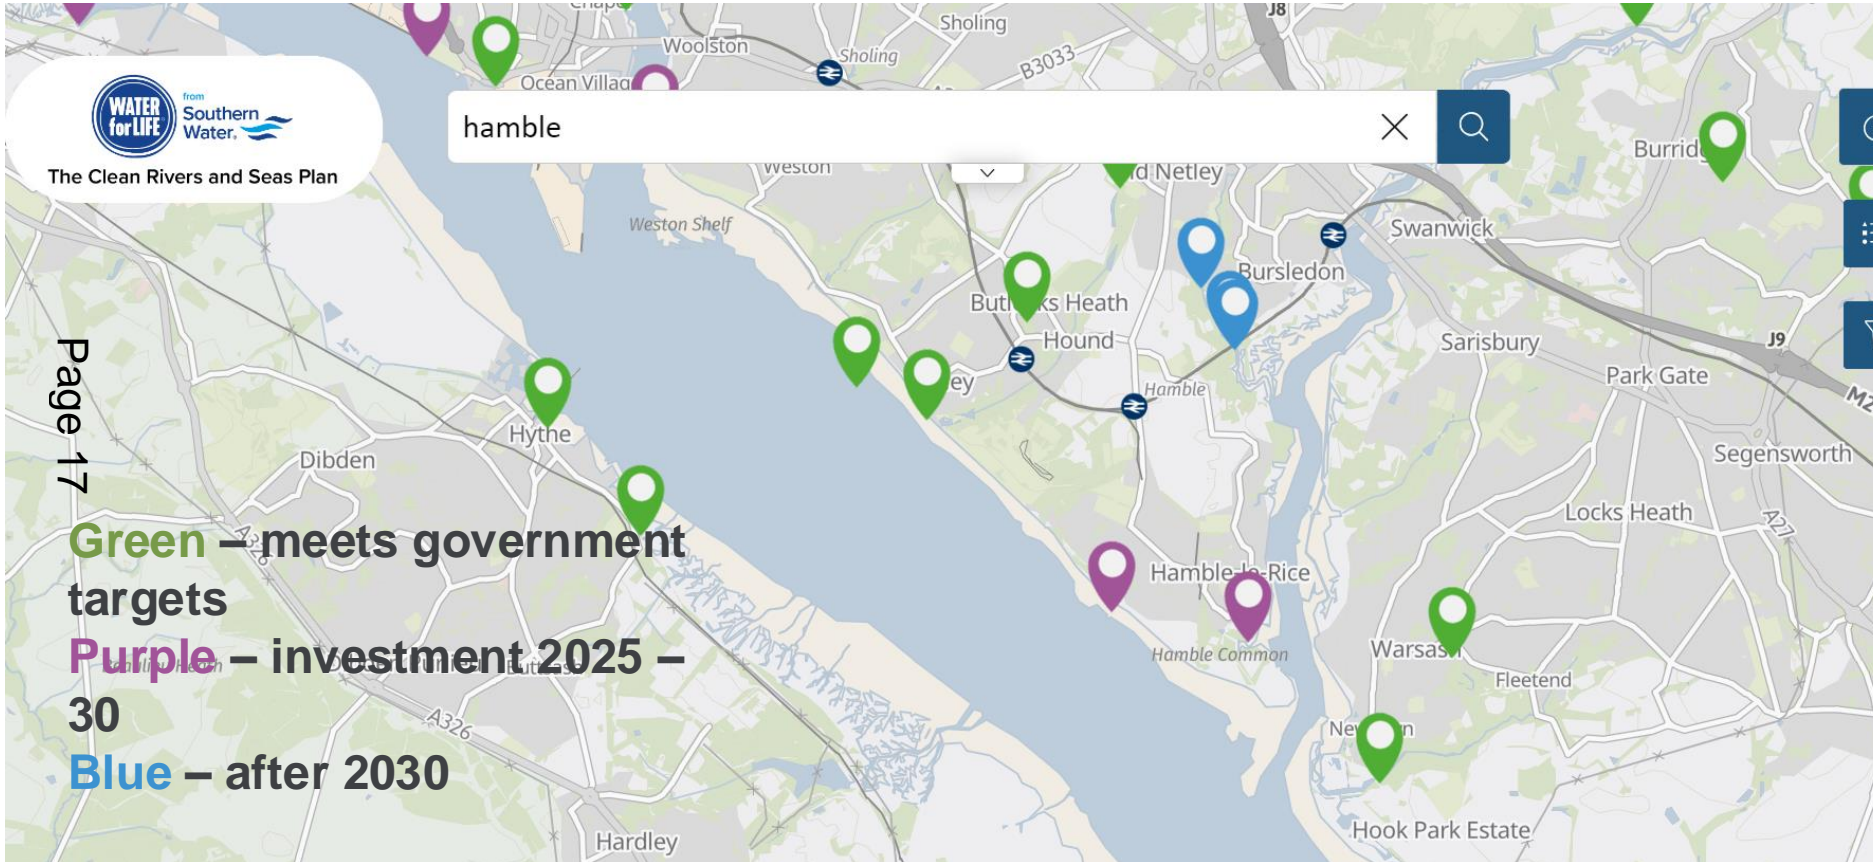 Sholing
J8
Woolston
Sholing
B3033
Ocean Villag
WATER
for LIFE
from
Southern
Water.
The Clean Rivers and Seas Plan
hamble
Burrid
Weston
d Netley
Weston Shelf
Swanwick
Bursledon
Hound
Sarisbury
J9
Park Gate
Hamble
Page 17
Hythe
Dibden
Segensworth
Locks Heath
A27
Green – meets government
targets
Purple – investment 2025 –
30
Blue – after 2030
Hamble-le-Rice
Hamble Common
Warsash
Fleetend
A326
Hook Park Estate
Hardley